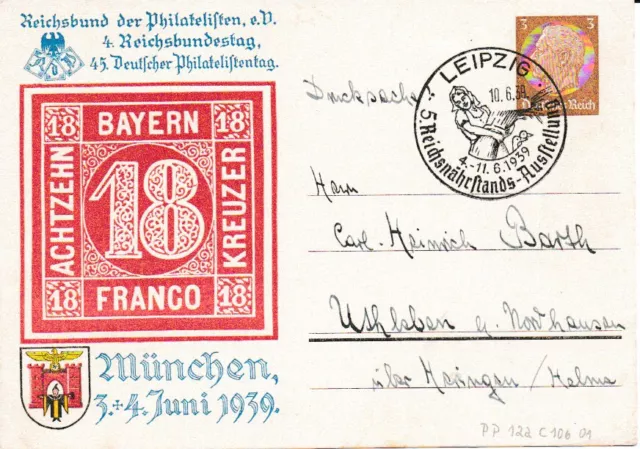 Reichsbund der Philatelisten, e.V.
4. Reichsbundestag,
45. Deutscher Philatelistentag.
18 BAYERN 18
ACHTZEHN
18
KREUZER
18 FRANCO 18
München,
3.+4. Juni 1939.
3 3
Deutsches Reich
LEIPZIG
10.6.39.
5. Reichsnährstands-Ausstellung
4.-11.6.1939
Drucksache
Herrn
Carl-Heinrich Barth
Uthleben b. Nordhausen
über Heringen/Helme
PP 122 C 106 01